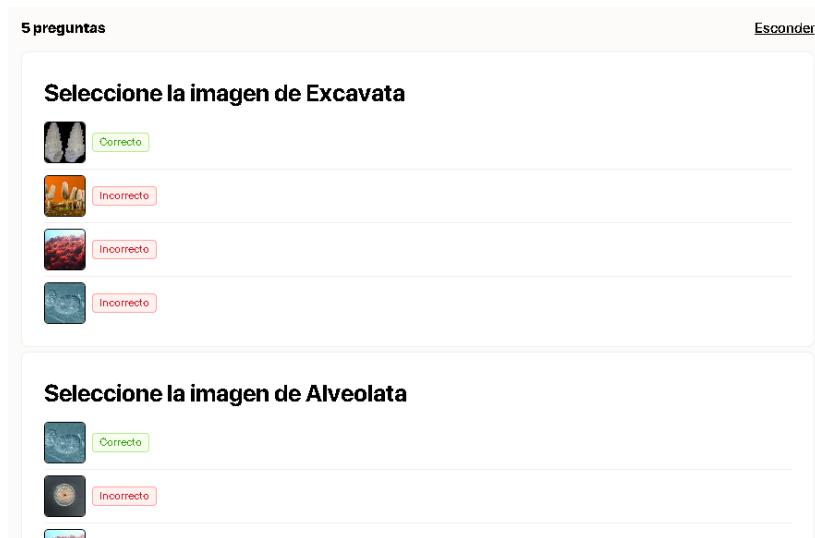 5 preguntas
Esconder
Seleccione la imagen de Excavata
Correcto
Incorrecto
Incorrecto
Incorrecto
Seleccione la imagen de Alveolata
Correcto
Incorrecto